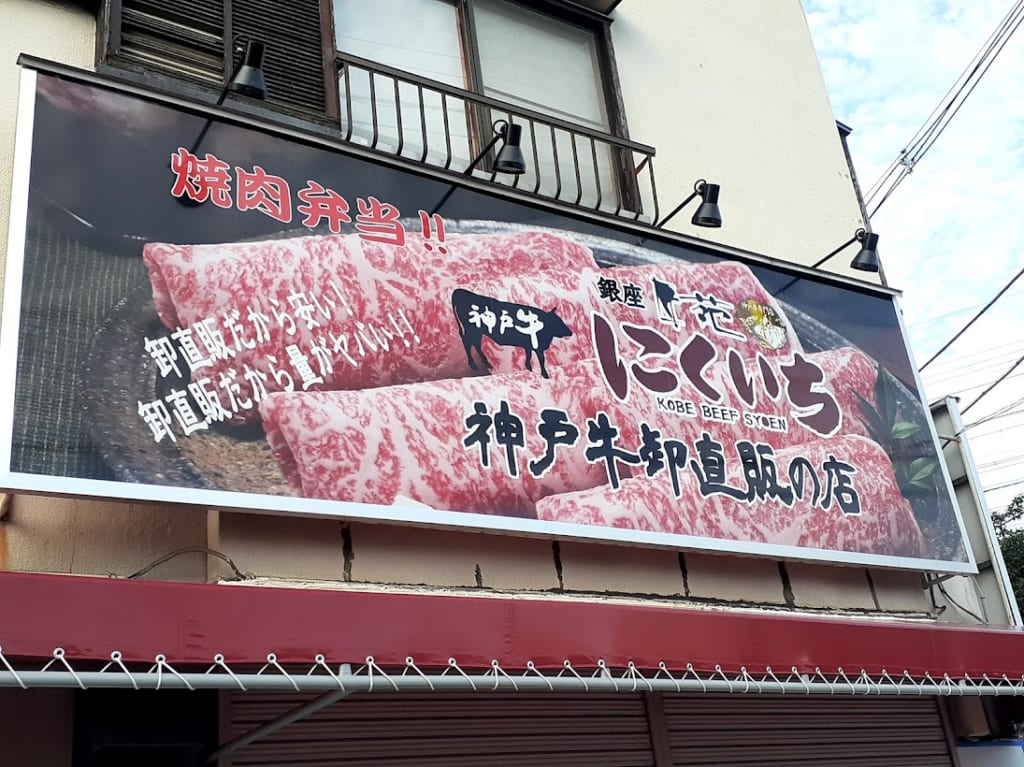 焼肉弁当!!
卸直販だから安い!
卸直販だから量がヤバい!!
神戸牛
銀座
花
にくいち
KOBE BEEF SYOEN
神戸牛卸直販の店